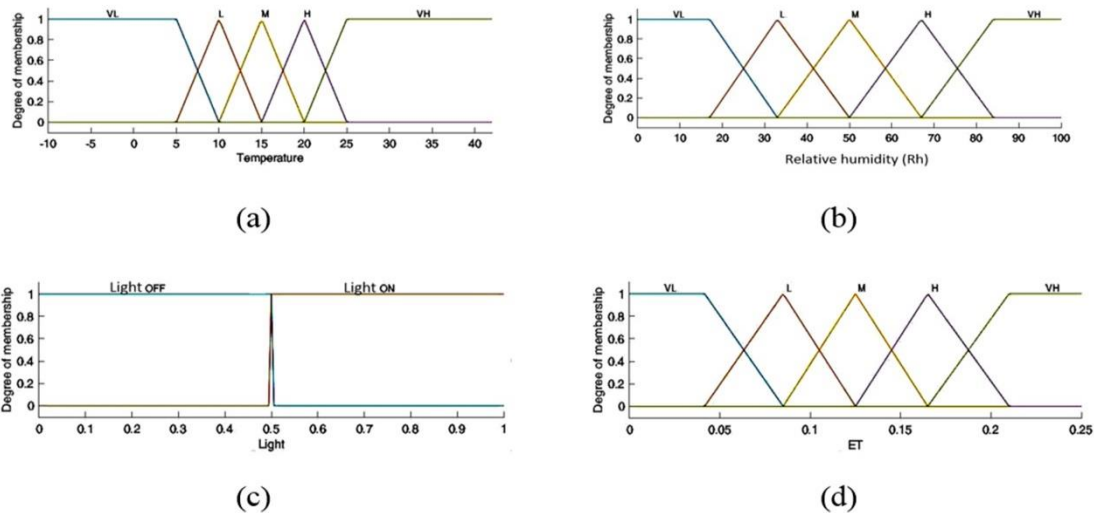 VL L M H VH
Degree of membership
1
0.8
0.6
0.4
0.2
0
-10 -5 0 5 10 15 20 25 30 35 40
Temperature
(a)
VL L M H VH
Degree of membership
1
0.8
0.6
0.4
0.2
0
0 10 20 30 40 50 60 70 80 90 100
Relative humidity (Rh)
(b)
Light OFF Light ON
Degree of membership
1
0.8
0.6
0.4
0.2
0
0 0.1 0.2 0.3 0.4 0.5 0.6 0.7 0.8 0.9 1
Light
(c)
VL L M H VH
Degree of membership
1
0.8
0.6
0.4
0.2
0
0 0.05 0.1 0.15 0.2 0.25
ET
(d)